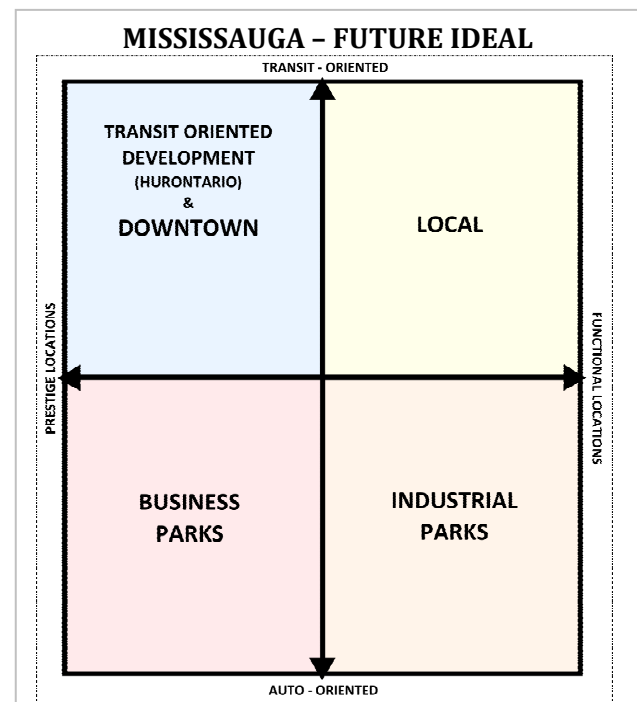 MISSISSAUGA – FUTURE IDEAL
TRANSIT - ORIENTED
TRANSIT ORIENTED
DEVELOPMENT
(HURONTARIO)
&
DOWNTOWN
LOCAL
PRESTIGE LOCATIONS
FUNCTIONAL LOCATIONS
BUSINESS
PARKS
INDUSTRIAL
PARKS
AUTO - ORIENTED